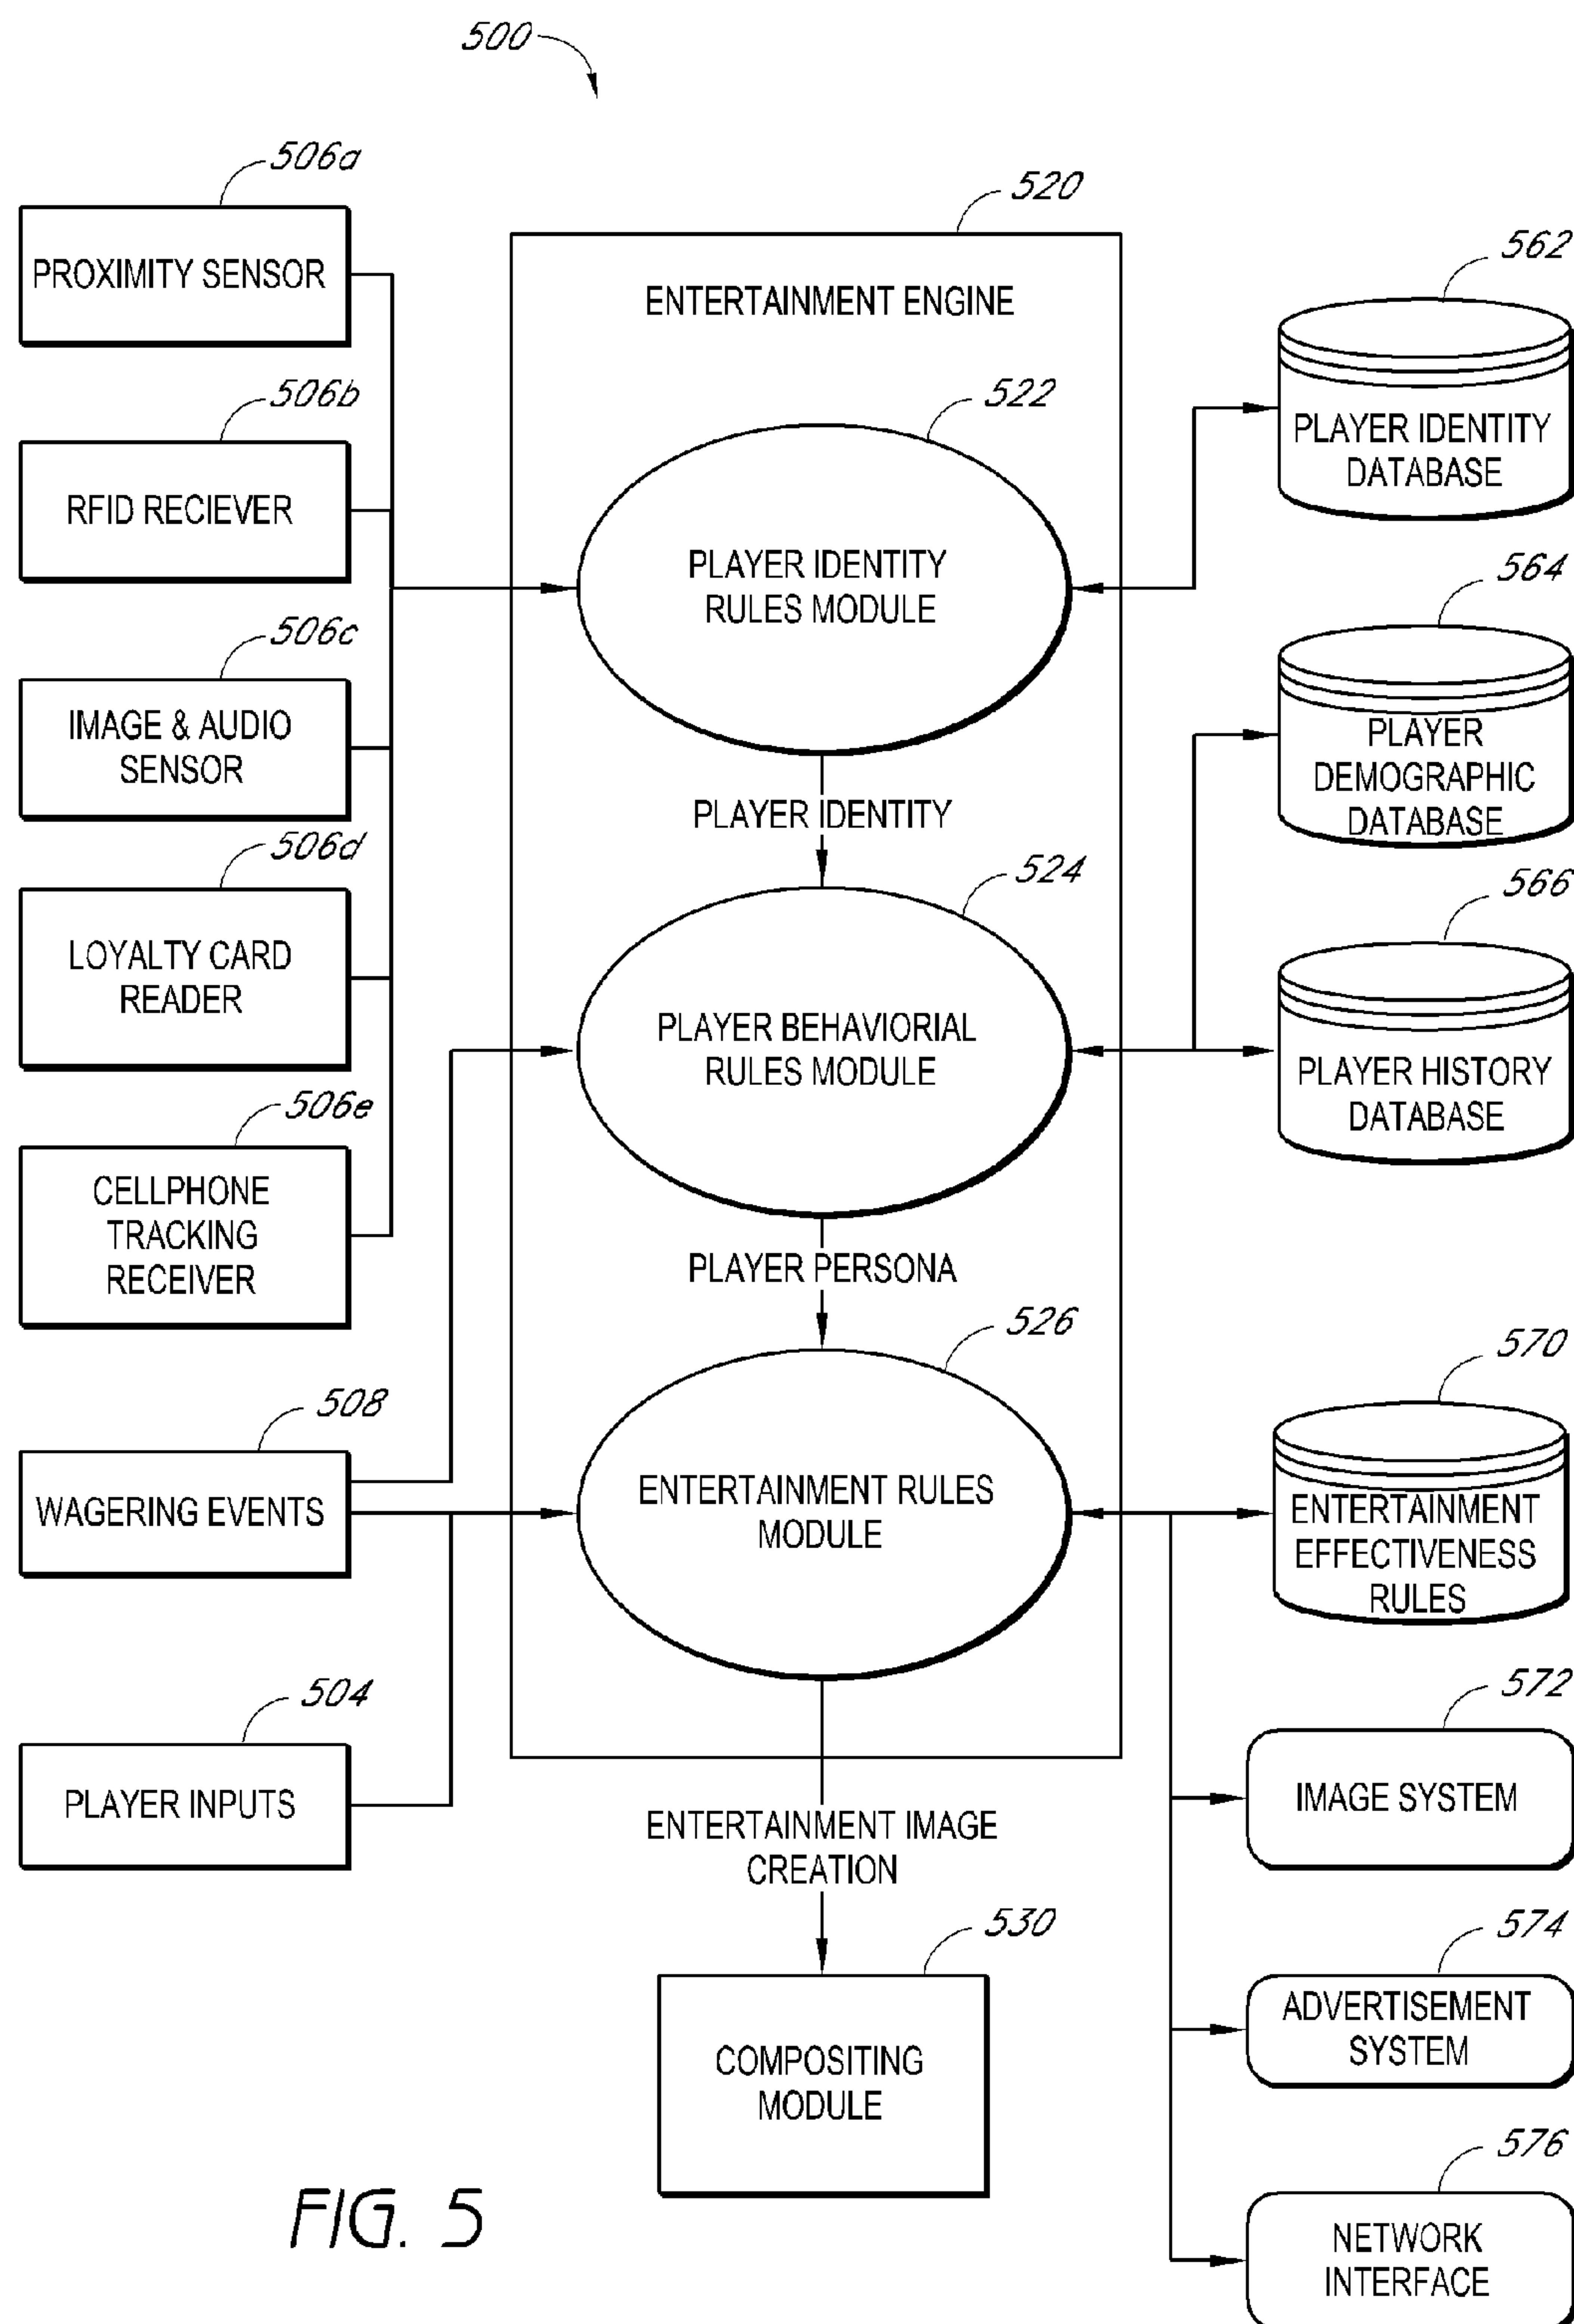 500
506a
PROXIMITY SENSOR
506b
RFID RECIEVER
506c
IMAGE & AUDIO
SENSOR
506d
LOYALTY CARD
READER
506e
CELLPHONE
TRACKING
RECEIVER
508
WAGERING EVENTS
504
PLAYER INPUTS
520
ENTERTAINMENT ENGINE
522
PLAYER IDENTITY
RULES MODULE
PLAYER IDENTITY
524
PLAYER BEHAVIORIAL
RULES MODULE
PLAYER PERSONA
526
ENTERTAINMENT RULES
MODULE
ENTERTAINMENT IMAGE
CREATION
530
COMPOSITING
MODULE
562
PLAYER IDENTITY
DATABASE
564
PLAYER
DEMOGRAPHIC
DATABASE
566
PLAYER HISTORY
DATABASE
570
ENTERTAINMENT
EFFECTIVENESS
RULES
572
IMAGE SYSTEM
574
ADVERTISEMENT
SYSTEM
576
NETWORK
INTERFACE
FIG. 5